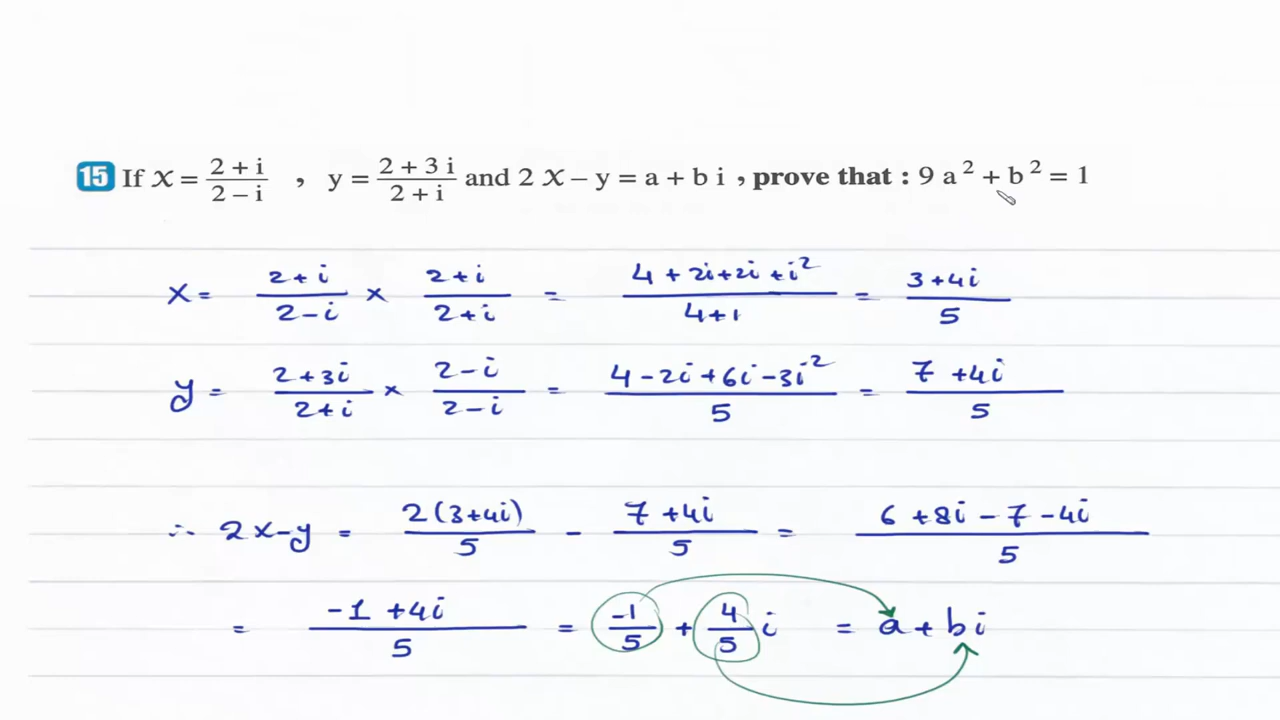 15 If x = (2 + i)/(2 – i) , y = (2 + 3 i)/(2 + i) and 2 x – y = a + b i , prove that : 9 a² + b² = 1
x = (2+i)/(2-i) × (2+i)/(2+i) = (4 + 2i + 2i + i²)/(4+1) = (3+4i)/5
y = (2+3i)/(2+i) × (2-i)/(2-i) = (4 - 2i + 6i - 3i²)/5 = (7 + 4i)/5
∴ 2x - y = 2(3+4i)/5 - (7 + 4i)/5 = (6 + 8i - 7 - 4i)/5
= (-1 + 4i)/5 = -1/5 + 4/5 i = a + bi